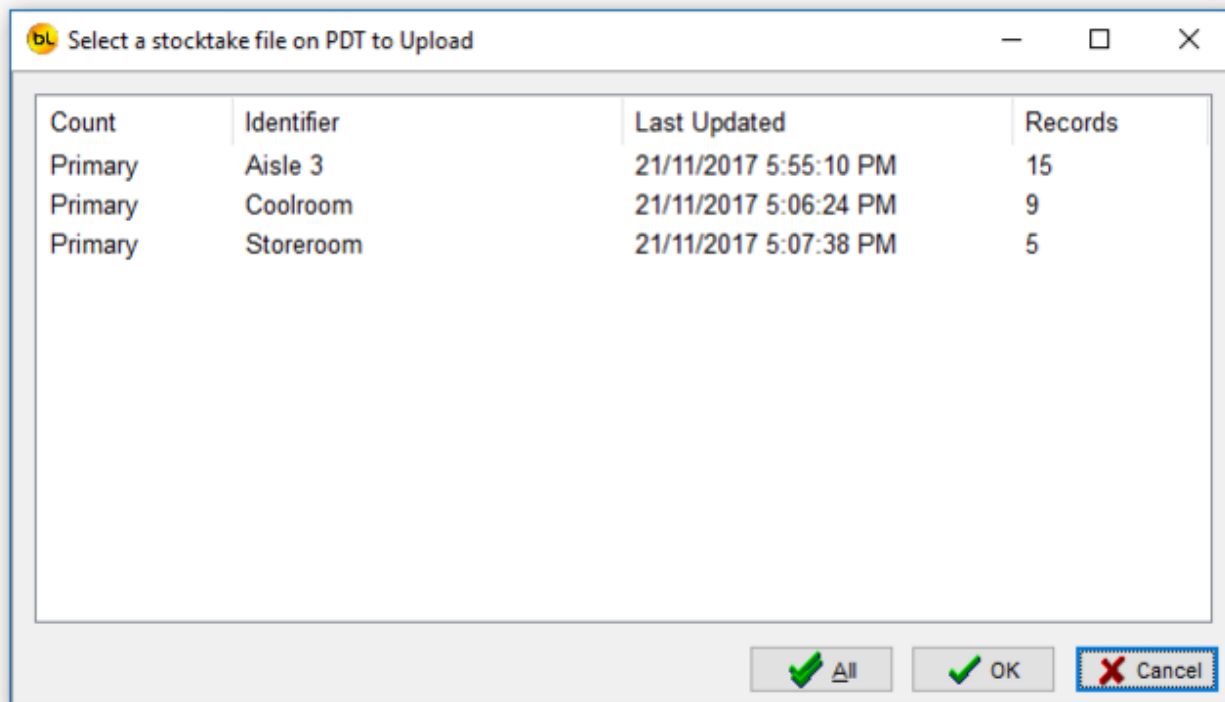 bL Select a stocktake file on PDT to Upload
Count Identifier Last Updated Records
Primary Aisle 3 21/11/2017 5:55:10 PM 15
Primary Coolroom 21/11/2017 5:06:24 PM 9
Primary Storeroom 21/11/2017 5:07:38 PM 5
All OK Cancel